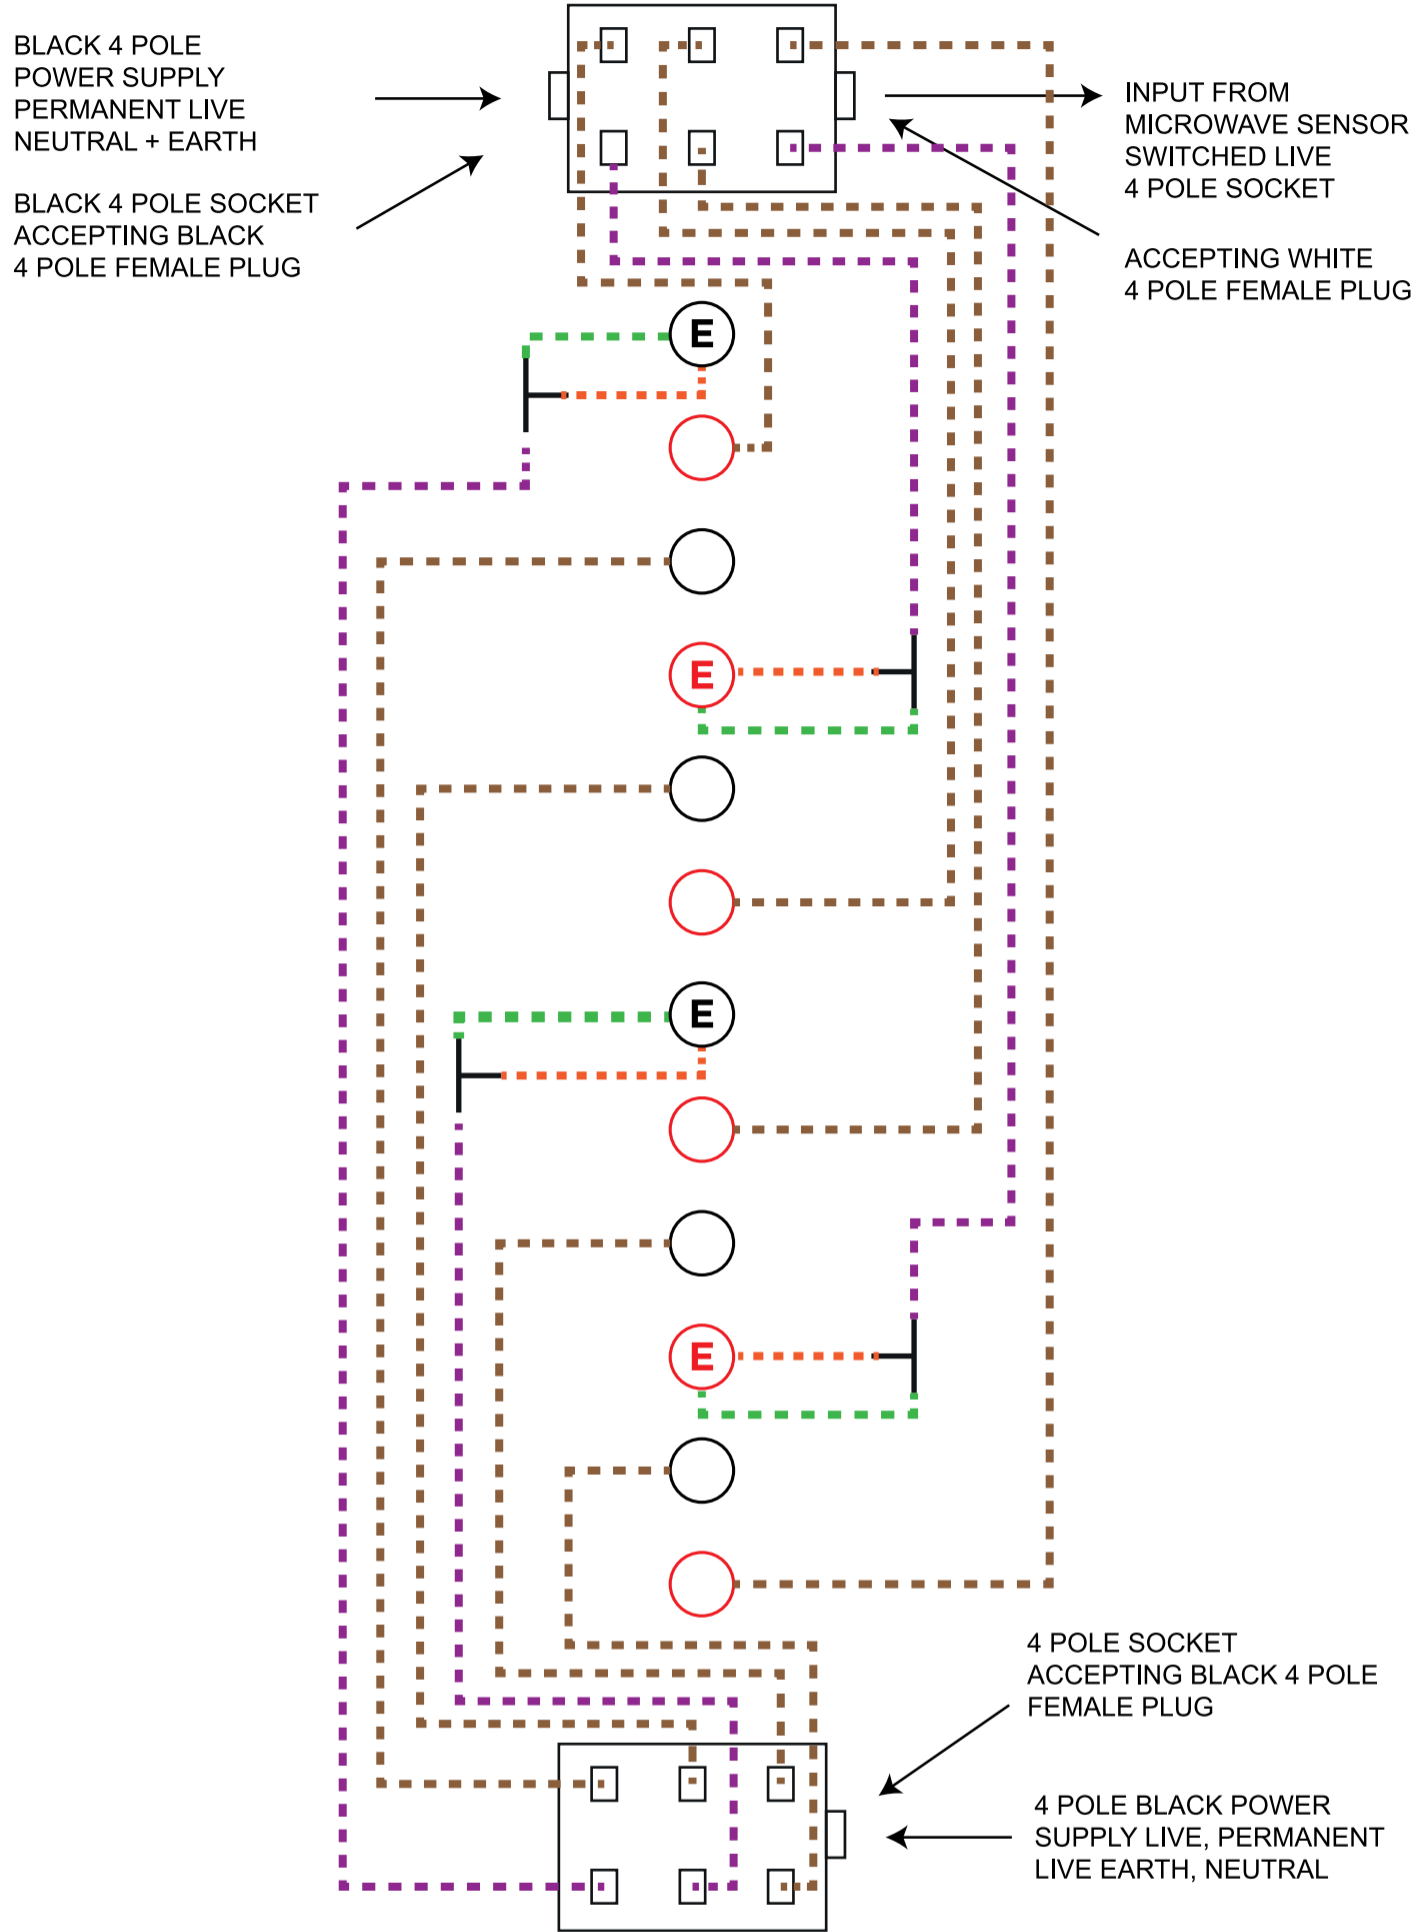 BLACK 4 POLE
POWER SUPPLY
PERMANENT LIVE
NEUTRAL + EARTH
BLACK 4 POLE SOCKET
ACCEPTING BLACK
4 POLE FEMALE PLUG
INPUT FROM
MICROWAVE SENSOR
SWITCHED LIVE
4 POLE SOCKET
ACCEPTING WHITE
4 POLE FEMALE PLUG
E
E
E
E
4 POLE SOCKET
ACCEPTING BLACK 4 POLE
FEMALE PLUG
4 POLE BLACK POWER
SUPPLY LIVE, PERMANENT
LIVE EARTH, NEUTRAL